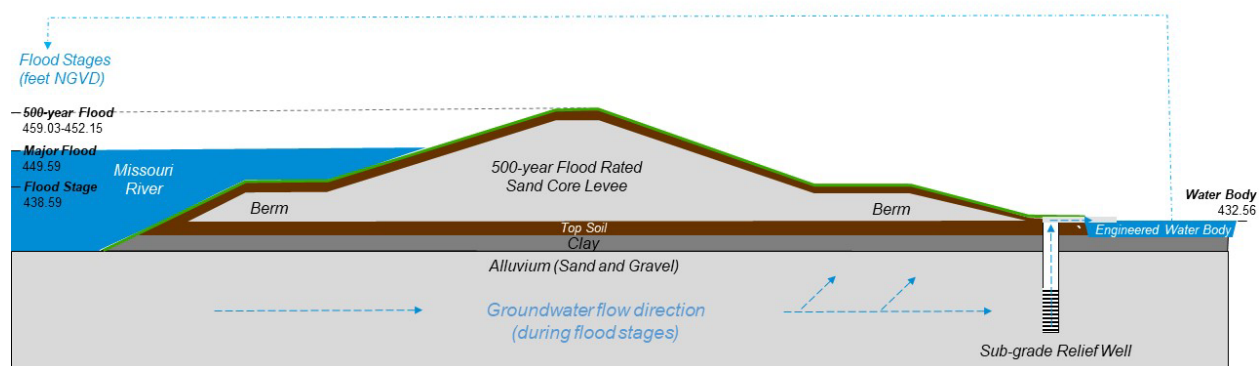 Flood Stages
(feet NGVD)
500-year Flood
459.03-452.15
Major Flood
449.59
Missouri
River
Flood Stage
438.59
500-year Flood Rated
Sand Core Levee
Berm
Berm
Water Body
432.56
Top Soil
Engineered Water Body
Clay
Alluvium (Sand and Gravel)
Groundwater flow direction
(during flood stages)
Sub-grade Relief Well